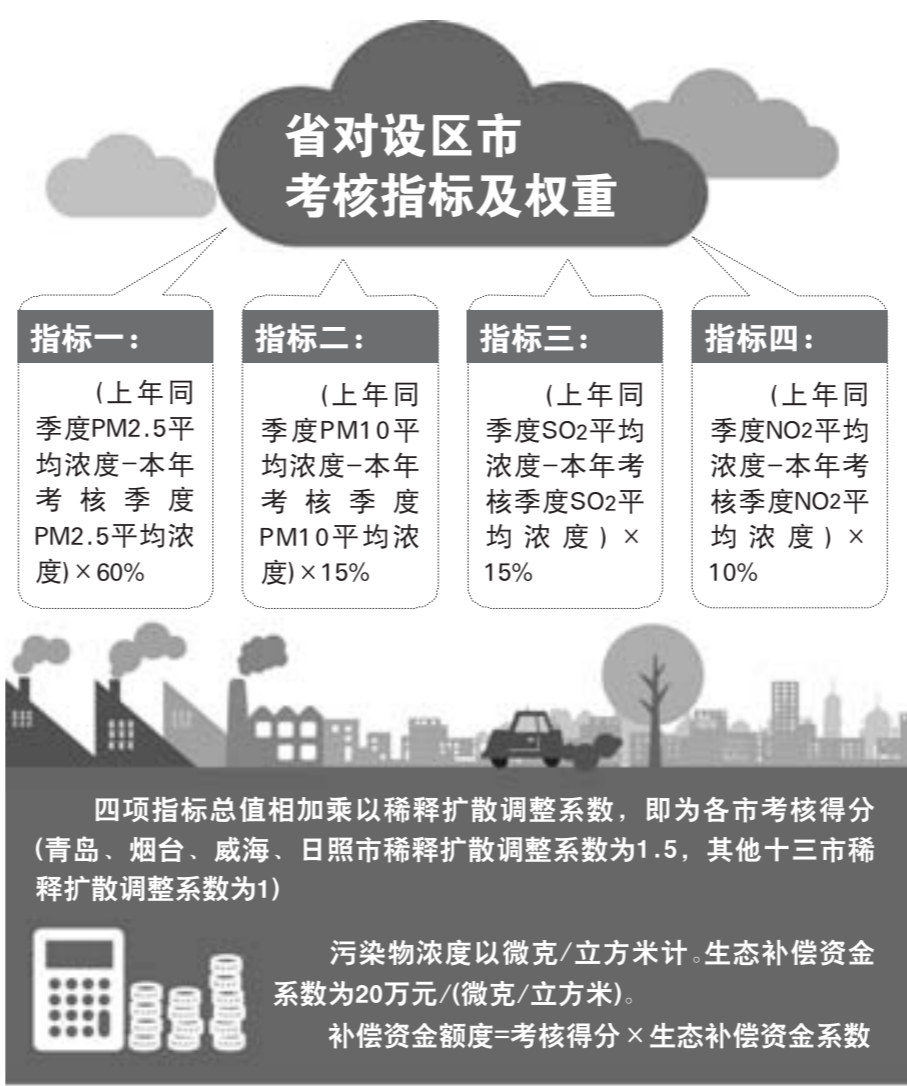 省对设区市
考核指标及权重
指标一：
(上年同
季度PM2.5平
均浓度-本年
考核季度
PM2.5平均浓
度)×60%
指标二：
(上年同
季度PM10平
均浓度-本年
考核季度
PM10平均浓
度)×15%
指标三：
(上年同
季度SO2平均
浓度-本年考
核季度SO2平
均浓度)×
15%
指标四：
(上年同
季度NO2平均
浓度-本年考
核季度NO2平
均浓度)×
10%
四项指标总值相加乘以稀释扩散调整系数，即为各市考核得分
(青岛、烟台、威海、日照市稀释扩散调整系数为1.5，其他十三市稀
释扩散调整系数为1)
污染物浓度以微克/立方米计。生态补偿资金
系数为20万元/(微克/立方米)。
补偿资金额度=考核得分×生态补偿资金系数